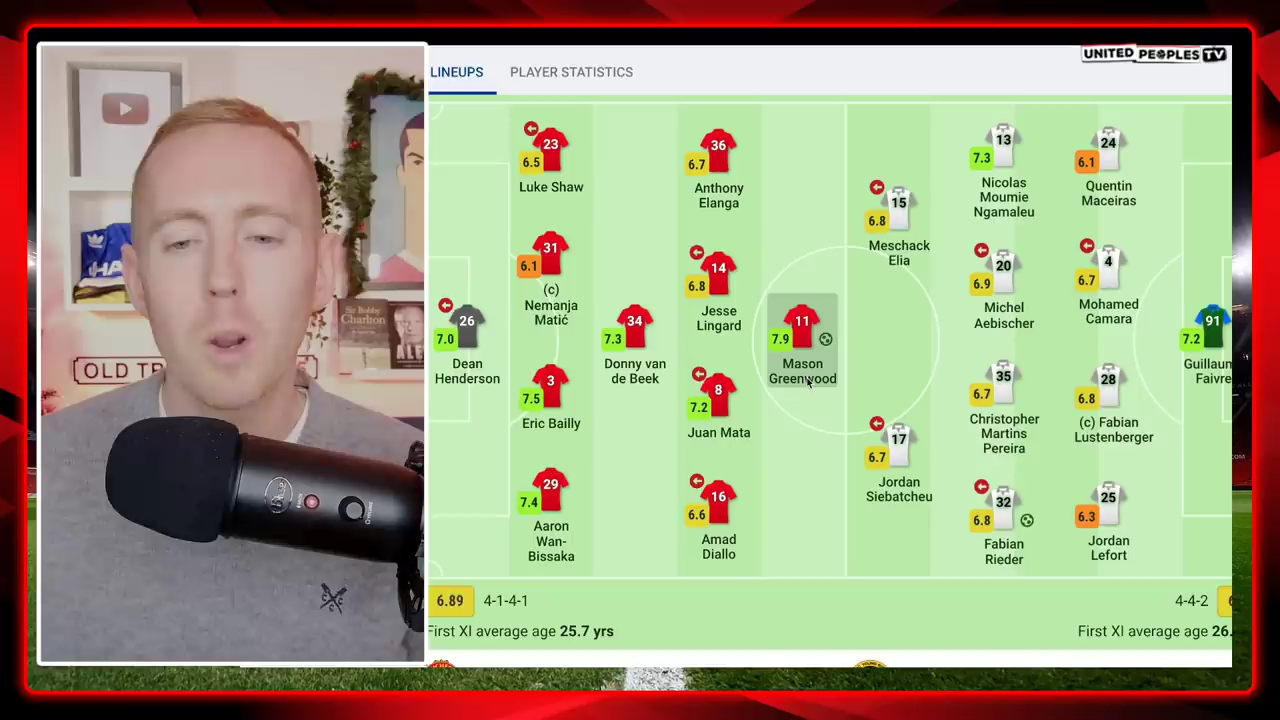 UNITED PEOPLES TV
LINEUPS
PLAYER STATISTICS
26
7.0
Dean
Henderson
23
6.5
Luke Shaw
31
6.1
(c)
Nemanja
Matić
3
7.5
Eric Bailly
29
7.4
Aaron
Wan-
Bissaka
34
7.3
Donny van
de Beek
36
6.7
Anthony
Elanga
14
6.8
Jesse
Lingard
8
7.2
Juan Mata
16
6.6
Amad
Diallo
11
7.9
Mason
Greenwood
15
6.8
Meschack
Elia
17
6.7
Jordan
Siebatcheu
13
7.3
Nicolas
Moumie
Ngamaleu
20
6.9
Michel
Aebischer
35
6.7
Christopher
Martins
Pereira
32
6.8
Fabian
Rieder
24
6.1
Quentin
Maceiras
4
6.7
Mohamed
Camara
28
6.8
(c) Fabian
Lustenberger
25
6.3
Jordan
Lefort
91
7.2
Guillaun
Faivre
6.89
4-1-4-1
4-4-2
First XI average age 25.7 yrs
First XI average age 26.
OLD TR
Sir Bobby
Charlton
ALE